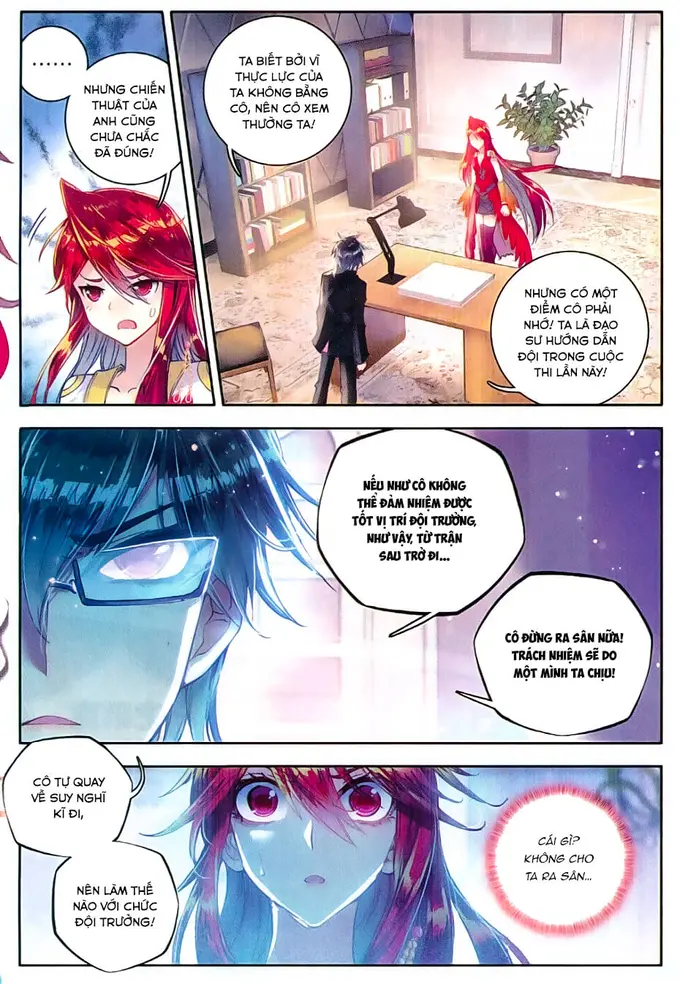 ......
NHƯNG CHIẾN
THUẬT CỦA
ANH CŨNG
CHƯA CHẮC
ĐÃ ĐÚNG!
TA BIẾT BỞI VÌ
THỰC LỰC CỦA
TA KHÔNG BẰNG
CÔ, NÊN CÔ XEM
THƯỜNG TA!
NHƯNG CÓ MỘT
ĐIỂM CÔ PHẢI
NHỚ! TA LÀ ĐẠO
SƯ HƯỚNG DẪN
ĐỘI TRONG CUỘC
THI LẦN NÀY!
NẾU NHƯ CÔ KHÔNG
THỂ ĐẢM NHIỆM ĐƯỢC
TỐT VỊ TRÍ ĐỘI TRƯỞNG,
NHƯ VẬY, TỪ TRẬN
SAU TRỞ ĐI...
CÔ ĐỪNG RA SÂN NỮA!
TRÁCH NHIỆM SẼ DO
MỘT MÌNH TA CHỊU!
CÔ TỰ QUAY
VỀ SUY NGHĨ
KĨ ĐI,
NÊN LÀM THẾ
NÀO VỚI CHỨC
ĐỘI TRƯỞNG!
CÁI GÌ?
KHÔNG CHO
TA RA SÂN...